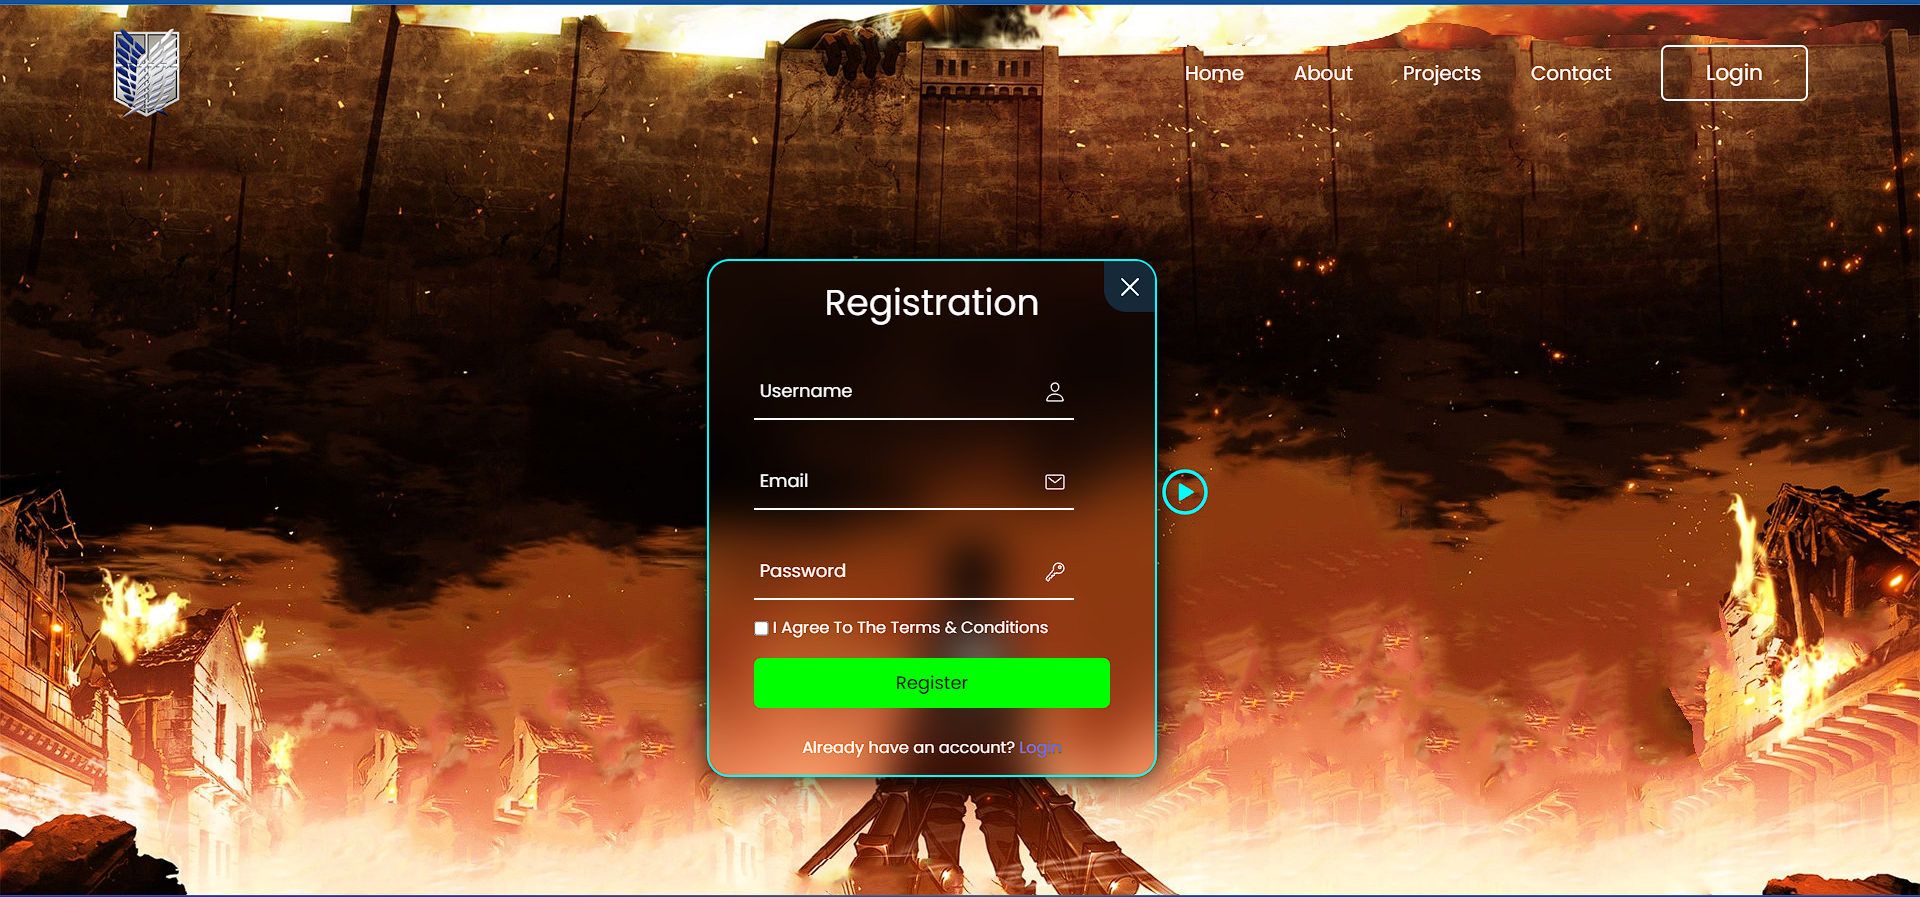 Home About Projects Contact Login
Registration
Username
Email
Password
I Agree To The Terms & Conditions
Register
Already have an account? Login